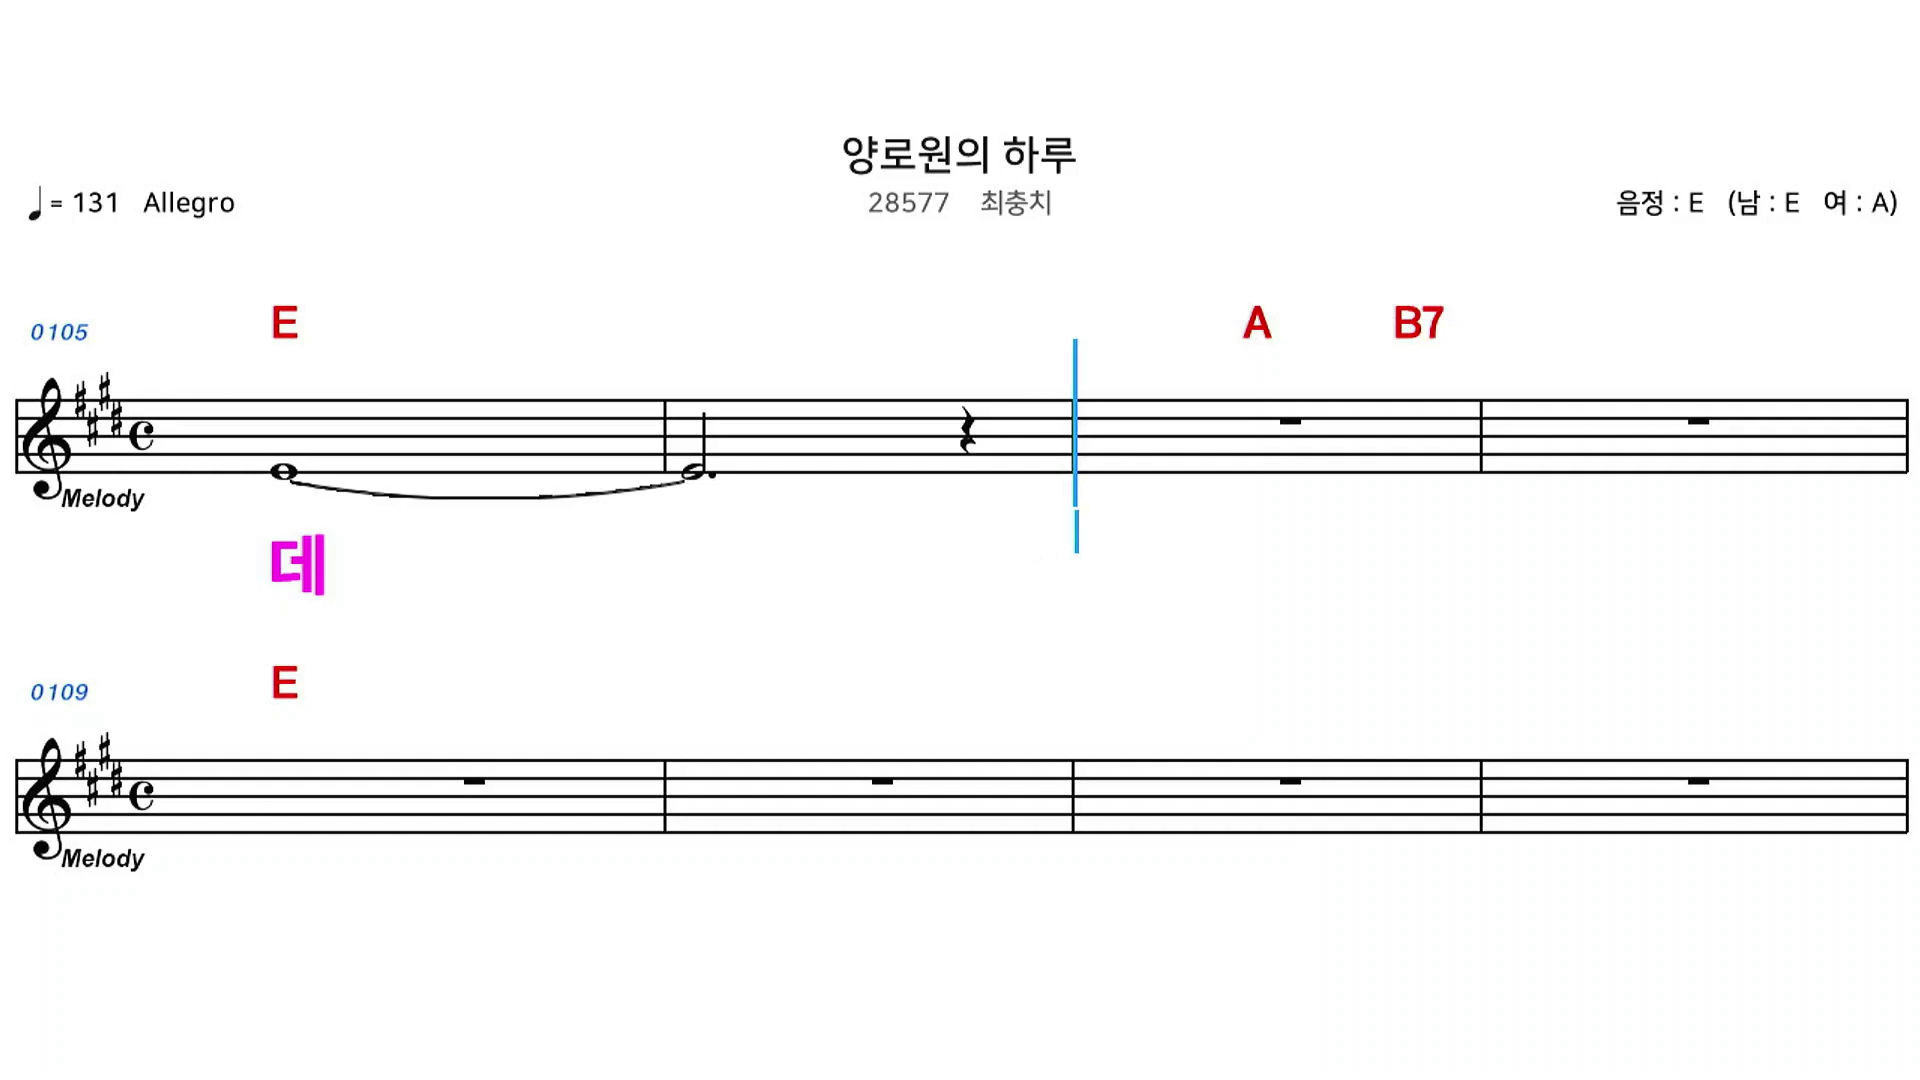 양로원의 하루
= 131 Allegro
28577 최충치
음정 : E (남 : E 여 : A)
0105
E A B7
Melody
데
0109
E
Melody